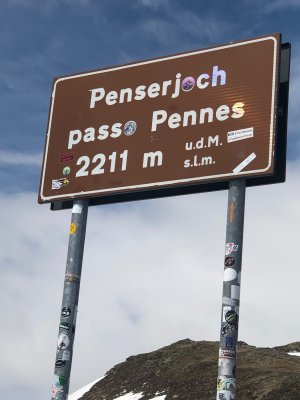 Penserjoch
passo Pennes
2211 m u.d.M.
s.l.m.